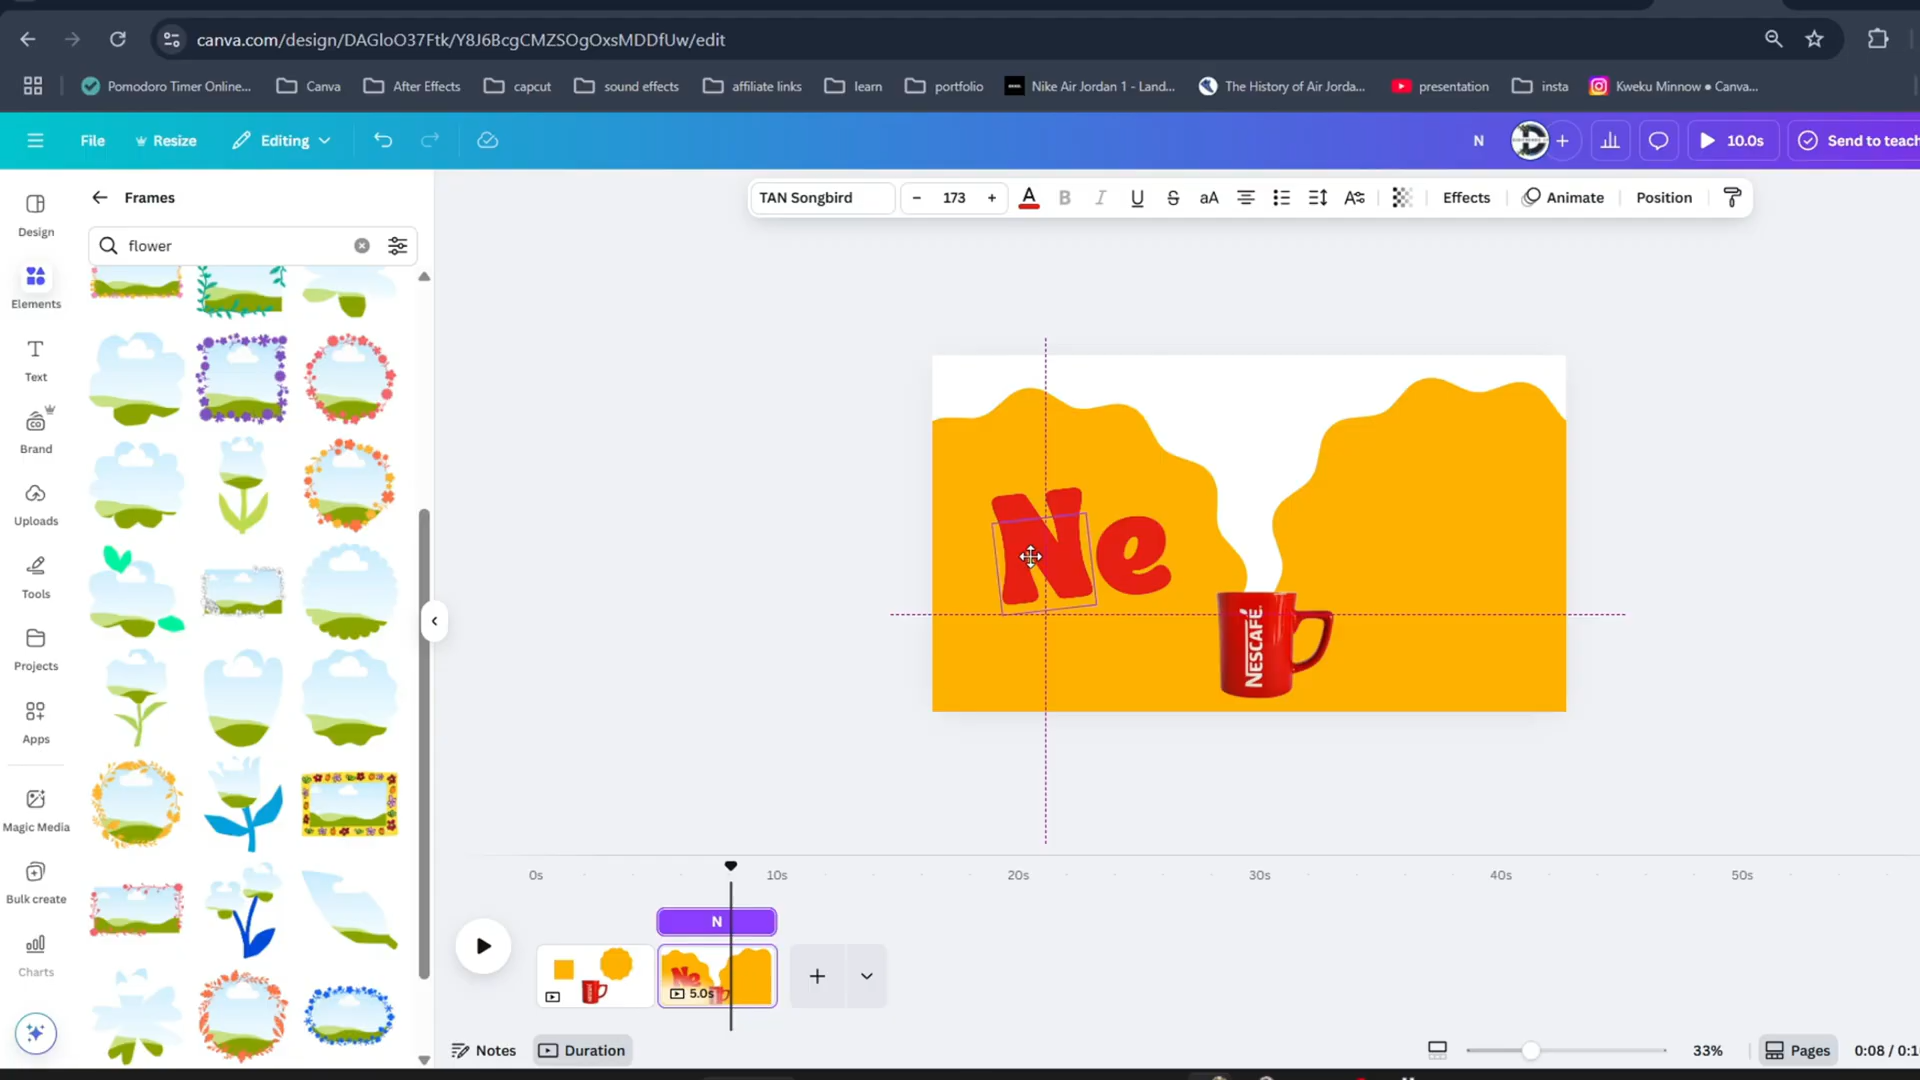 canva.com/design/DAGloO37Ftk/Y8J6BcgCMZSOgOxsMDDfUw/edit
Pomodoro Timer Online...
Canva
After Effects
capcut
sound effects
affiliate links
learn
portfolio
Nike Air Jordan 1 - Land...
The History of Air Jorda...
presentation
insta
Kweku Minnow ● Canva...
File
Resize
Editing
N
10.0s
Send to teach
Frames
TAN Songbird
173
A
B
I
U
S
aA
Effects
Animate
Position
flower
Design
Elements
Text
Brand
Uploads
Tools
Projects
Apps
Magic Media
Bulk create
Charts
Ne
NESCAFÉ
0s
10s
20s
30s
40s
50s
N
Ne
5.0s
Notes
Duration
33%
Pages
0:08 / 0:1